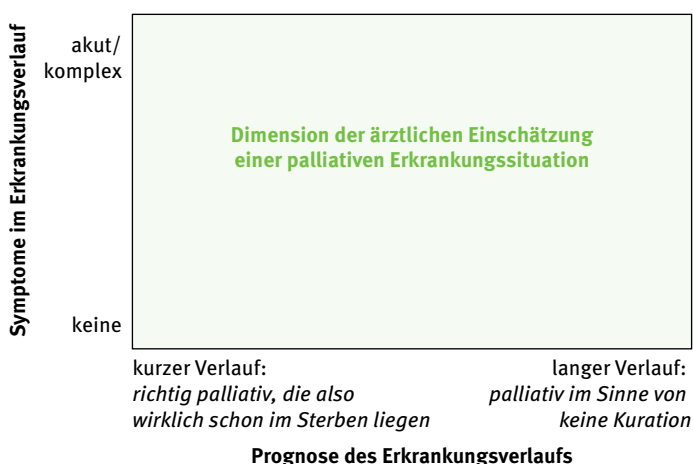 Symptome im Erkrankungsverlauf
akut/
komplex
Dimension der ärztlichen Einschätzung
einer palliativen Erkrankungssituation
keine
kurzer Verlauf:
richtig palliativ, die also
wirklich schon im Sterben liegen
langer Verlauf:
palliativ im Sinne von
keine Kuration
Prognose des Erkrankungsverlaufs